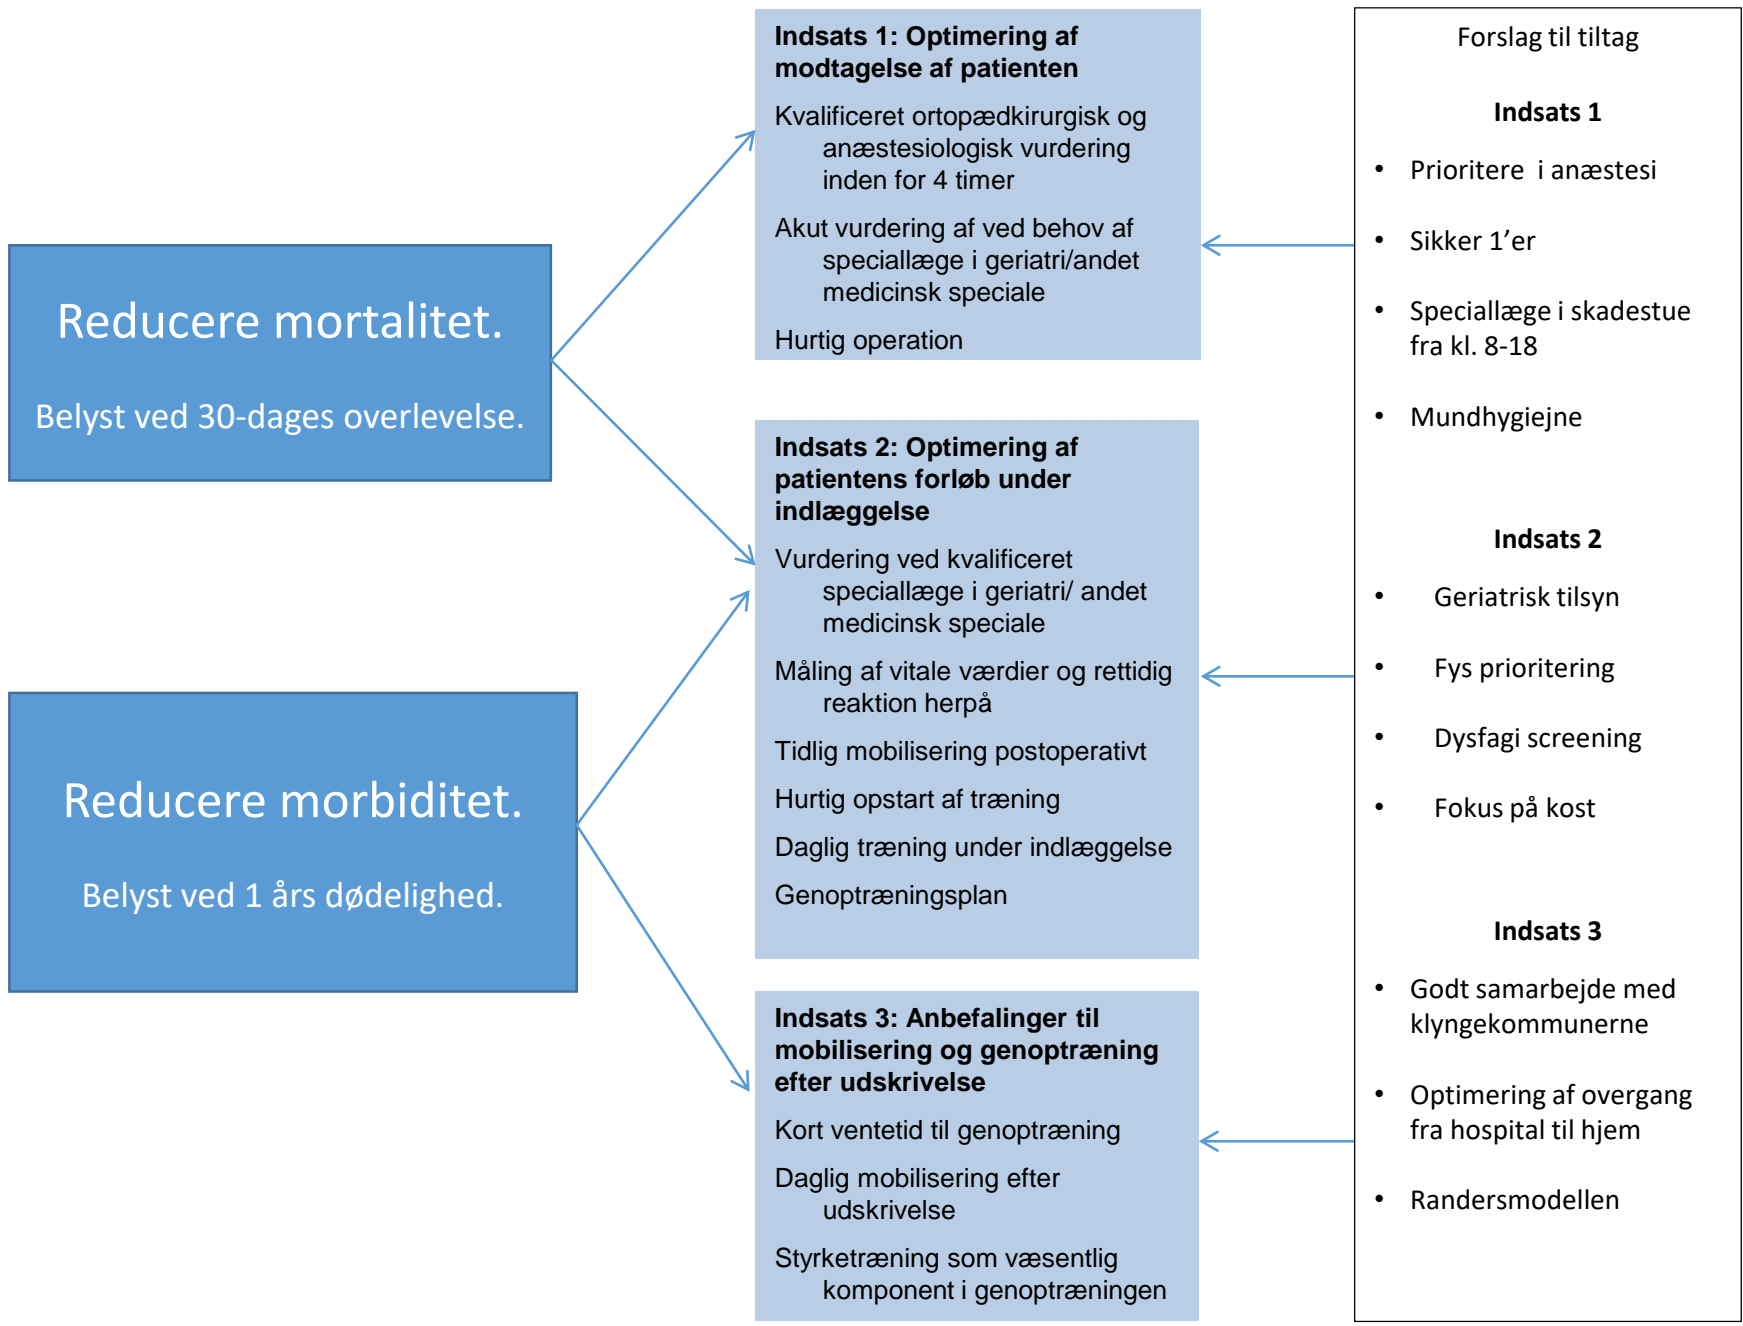 Reducere mortalitet.
Belyst ved 30-dages overlevelse.
Reducere morbiditet.
Belyst ved 1 års dødelighed.
Indsats 1: Optimering af
modtagelse af patienten
Kvalificeret ortopædkirurgisk og
anæstesiologisk vurdering
inden for 4 timer
Akut vurdering af ved behov af
speciallæge i geriatri/andet
medicinsk speciale
Hurtig operation
Indsats 2: Optimering af
patientens forløb under
indlæggelse
Vurdering ved kvalificeret
speciallæge i geriatri/ andet
medicinsk speciale
Måling af vitale værdier og rettidig
reaktion herpå
Tidlig mobilisering postoperativt
Hurtig opstart af træning
Daglig træning under indlæggelse
Genoptræningsplan
Indsats 3: Anbefalinger til
mobilisering og genoptræning
efter udskrivelse
Kort ventetid til genoptræning
Daglig mobilisering efter
udskrivelse
Styrketræning som væsentlig
komponent i genoptræningen
Forslag til tiltag
Indsats 1
• Prioritere i anæstesi
• Sikker 1’er
• Speciallæge i skadestue
fra kl. 8-18
• Mundhygiejne
Indsats 2
• Geriatrisk tilsyn
• Fys prioritering
• Dysfagi screening
• Fokus på kost
Indsats 3
• Godt samarbejde med
klyngekommunerne
• Optimering af overgang
fra hospital til hjem
• Randersmodellen